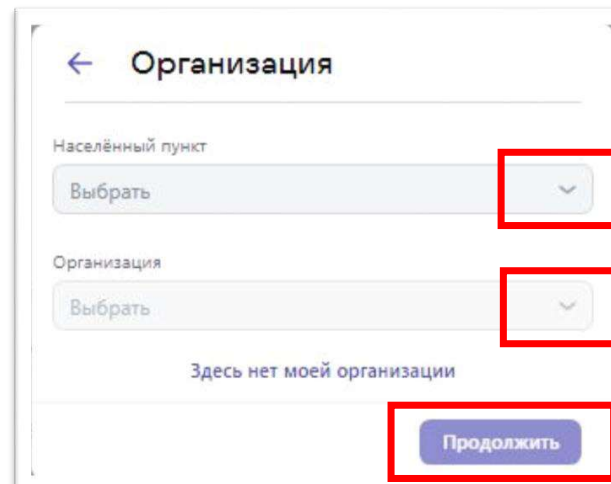 Организация
Населённый пункт
Выбрать
Организация
Выбрать
Здесь нет моей организации
Продолжить